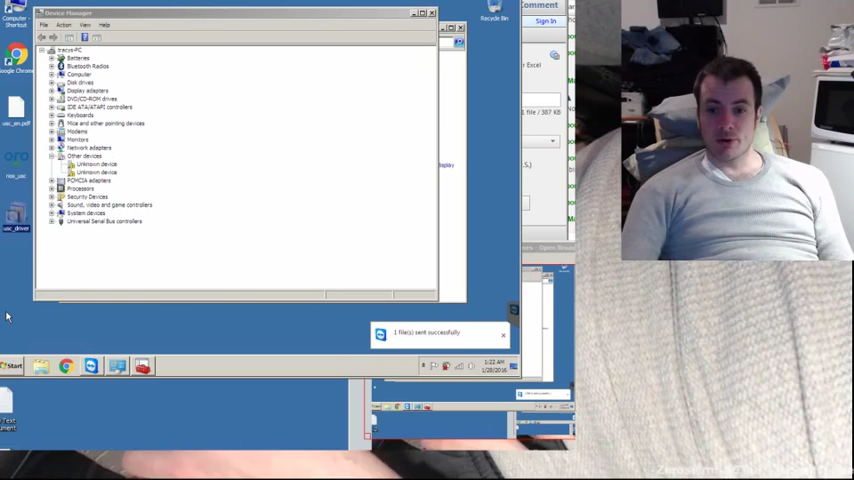 Device Manager
File Action View Help
tracys-PC
Batteries
Bluetooth Radios
Computer
Disk drives
Display adapters
DVD/CD-ROM drives
IDE ATA/ATAPI controllers
Keyboards
Mice and other pointing devices
Modems
Monitors
Network adapters
Other devices
Unknown device
Unknown device
PCMCIA adapters
Processors
Security Devices
Sound, video and game controllers
System devices
Universal Serial Bus controllers
Computer -
Shortcut
Google Chrome
usc_driver
Recycle Bin
Comment
Sign In
Excel
1 file / 387 KB
display
1 file(s) sent successfully
Start
1:22 AM
1/28/2016
Text